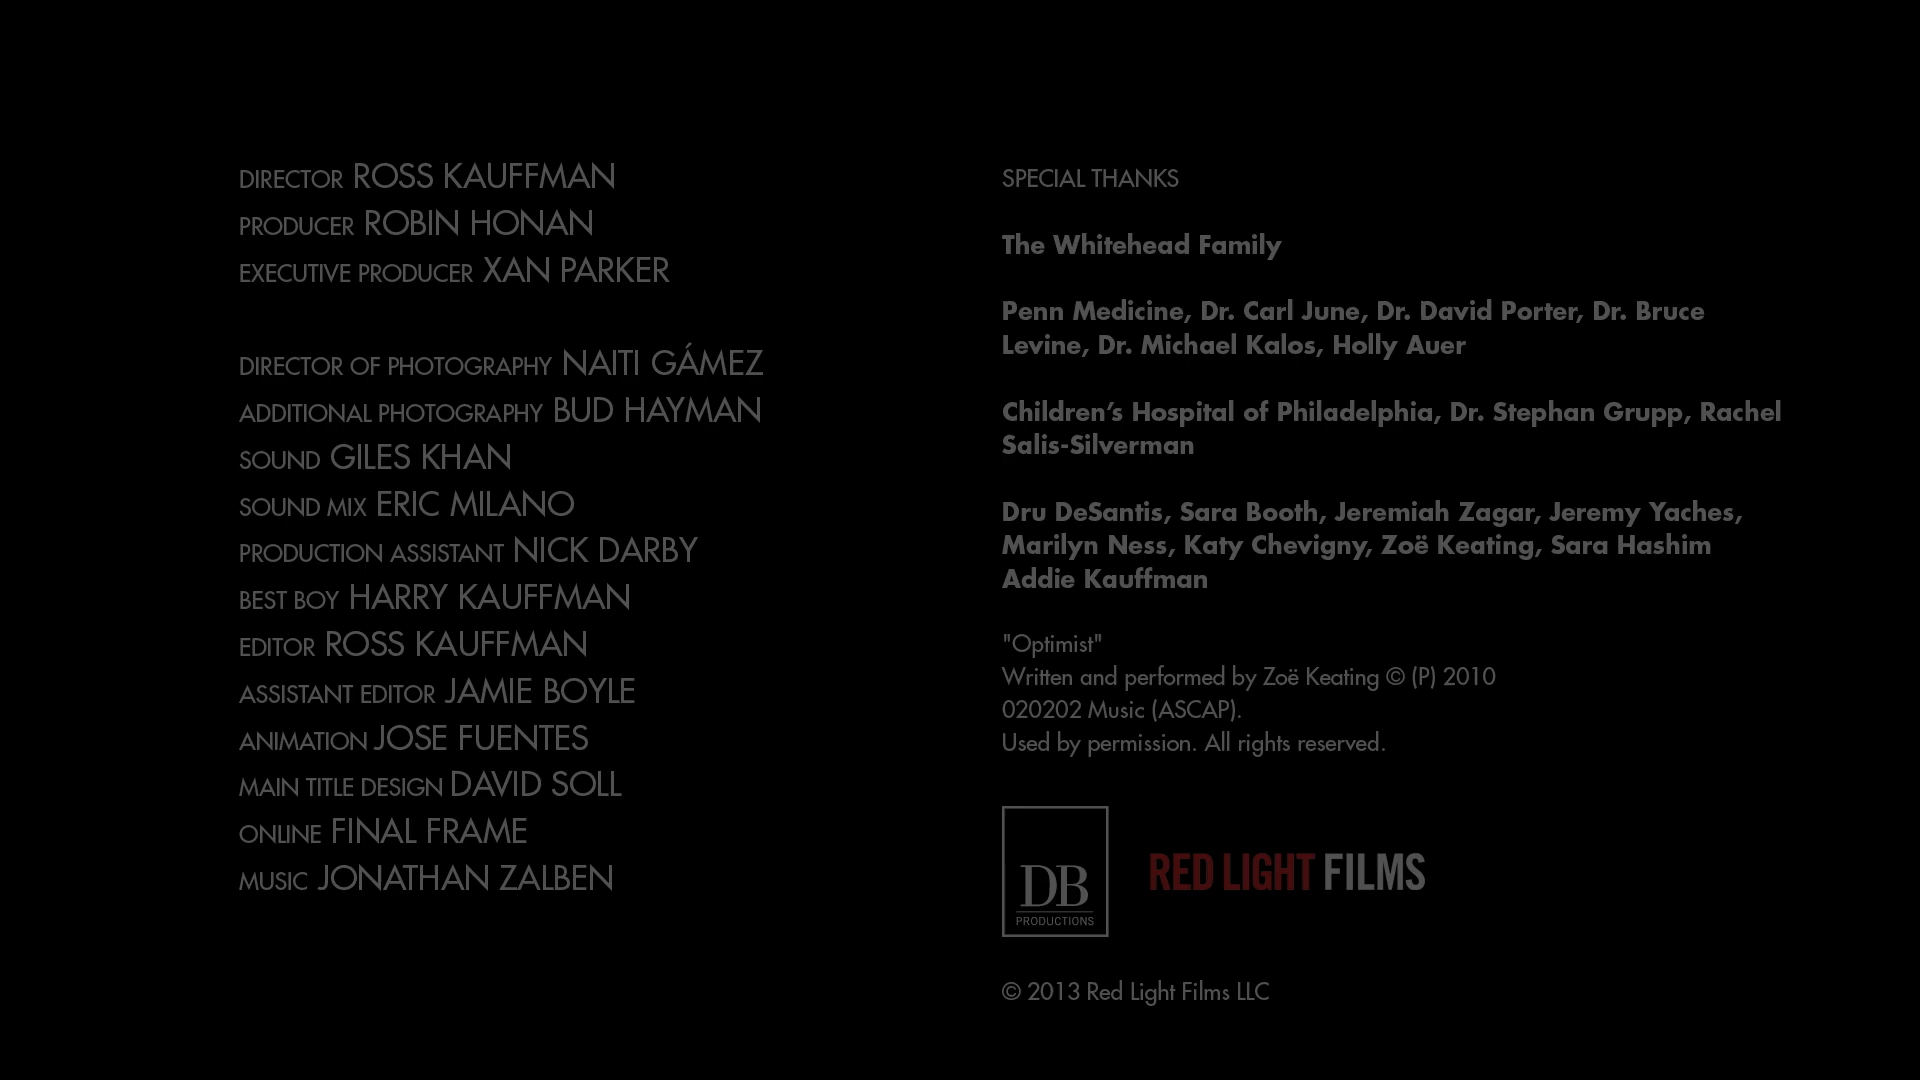 DIRECTOR ROSS KAUFFMAN
PRODUCER ROBIN HONAN
EXECUTIVE PRODUCER XAN PARKER
DIRECTOR OF PHOTOGRAPHY NAITI GÁMEZ
ADDITIONAL PHOTOGRAPHY BUD HAYMAN
SOUND GILES KHAN
SOUND MIX ERIC MILANO
PRODUCTION ASSISTANT NICK DARBY
BEST BOY HARRY KAUFFMAN
EDITOR ROSS KAUFFMAN
ASSISTANT EDITOR JAMIE BOYLE
ANIMATION JOSE FUENTES
MAIN TITLE DESIGN DAVID SOLL
ONLINE FINAL FRAME
MUSIC JONATHAN ZALBEN
SPECIAL THANKS
The Whitehead Family
Penn Medicine, Dr. Carl June, Dr. David Porter, Dr. Bruce
Levine, Dr. Michael Kalos, Holly Auer
Children’s Hospital of Philadelphia, Dr. Stephan Grupp, Rachel
Salis-Silverman
Dru DeSantis, Sara Booth, Jeremiah Zagar, Jeremy Yaches,
Marilyn Ness, Katy Chevigny, Zoë Keating, Sara Hashim
Addie Kauffman
"Optimist"
Written and performed by Zoë Keating © (P) 2010
020202 Music (ASCAP).
Used by permission. All rights reserved.
DB
PRODUCTIONS
RED LIGHT FILMS
© 2013 Red Light Films LLC